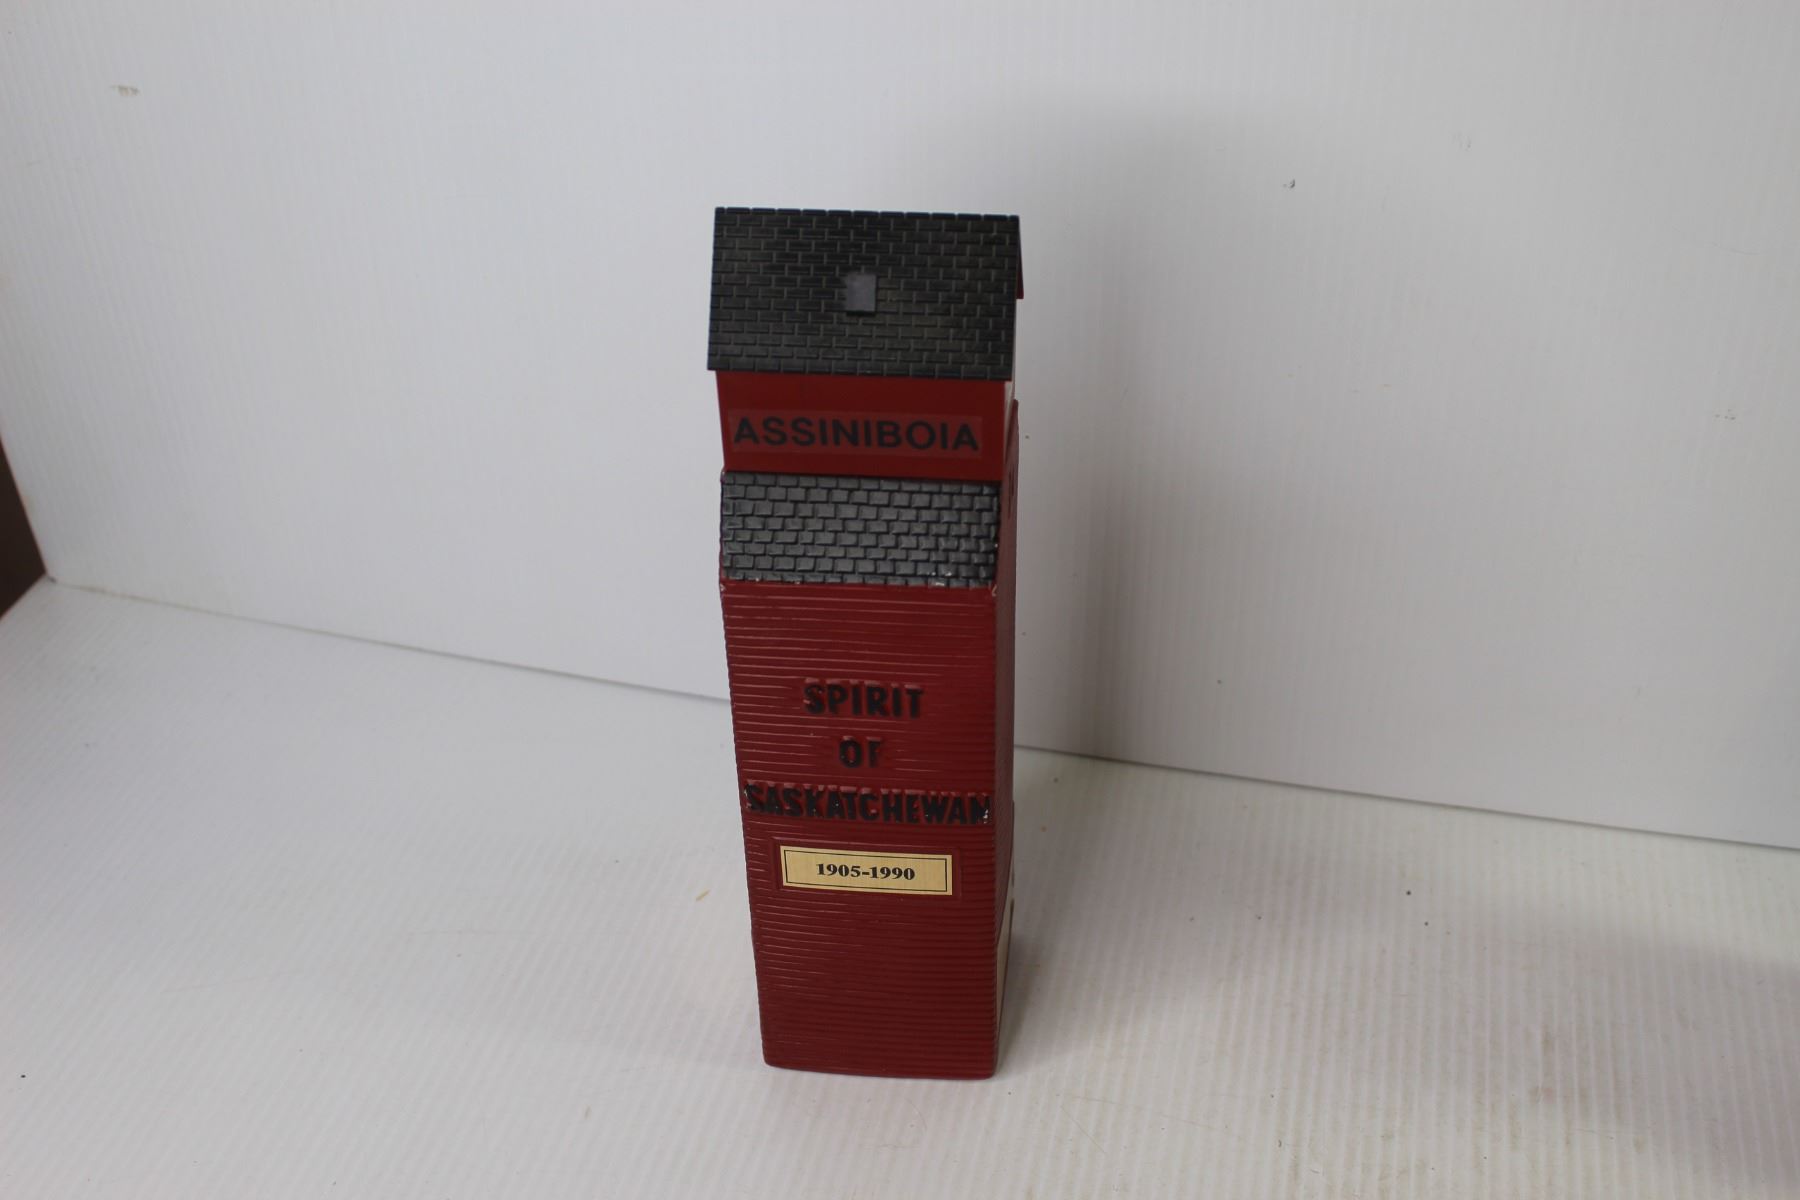 ASSINIBOIA
SPIRIT
OF
SASKATCHEWAN
1905-1990